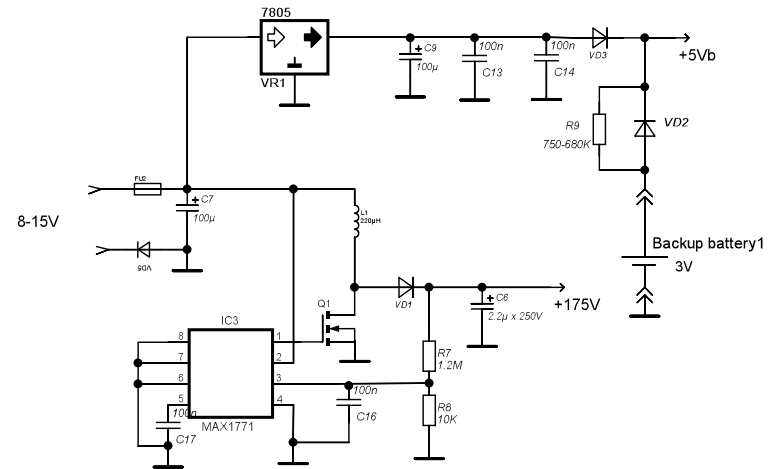 7805
VR1
C9
100µ
100n
C13
100n
C14
VD3
+5Vb
R9
750-680K
VD2
FU2
C7
100µ
8-15V
VD5
L1
220µH
Backup battery1
3V
Q1
VD1
C6
2.2µ x 250V
+175V
IC3
8
7
6
5
1
2
3
4
MAX1771
R7
1.2M
100n
C16
R8
10K
100n
C17